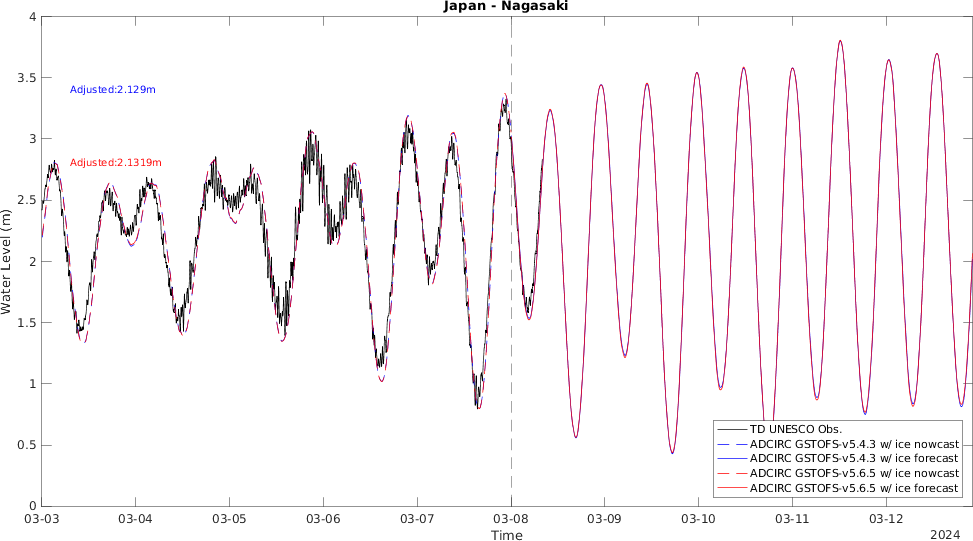 Japan - Nagasaki
4
3.5
3
2.5
2
1.5
1
0.5
0
Water Level (m)
Adjusted:2.129m
Adjusted:2.1319m
TD UNESCO Obs.
ADCIRC GSTOFS-v5.4.3 w/ ice nowcast
ADCIRC GSTOFS-v5.4.3 w/ ice forecast
ADCIRC GSTOFS-v5.6.5 w/ ice nowcast
ADCIRC GSTOFS-v5.6.5 w/ ice forecast
03-03 03-04 03-05 03-06 03-07 03-08 03-09 03-10 03-11 03-12
Time
2024